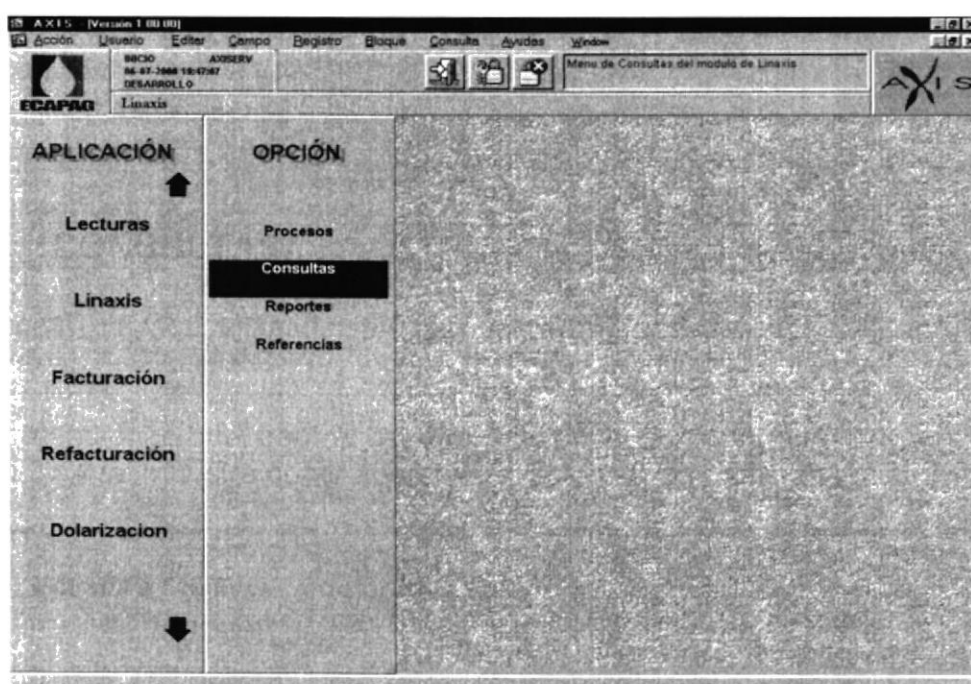 AXIS - [Versión 1.00.00]
Acción Usuario Editar Campo Registro Bloque Consulta Ayudas Window
AXISERV
DESARROLLO
Menu de Consultas del modulo de Linaxis
AXIS
ECAPAG
Linaxis
APLICACIÓN
OPCIÓN
Lecturas
Procesos
Consultas
Linaxis
Reportes
Referencias
Facturación
Refacturación
Dolarizacion